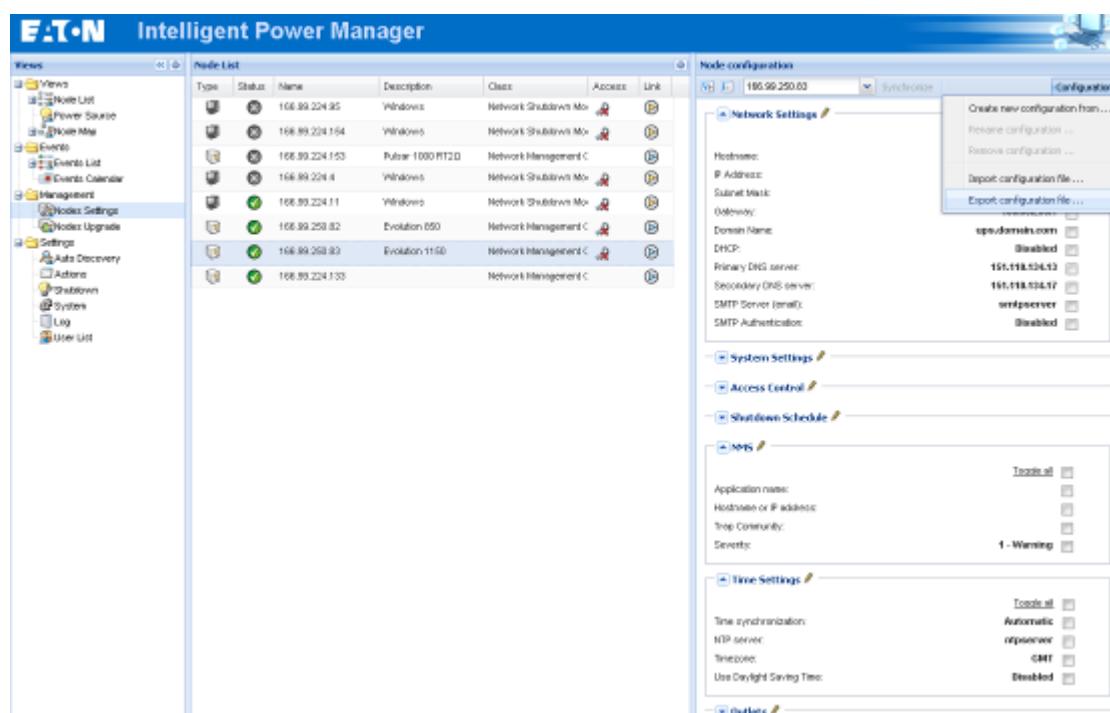 EATON Intelligent Power Manager
Views
Views
Node List
Power Source
Node Map
Events
Events List
Events Calendar
Management
Nodes Settings
Nodes Upgrade
Settings
Auto Discovery
Actions
Shutdown
System
Log
User List
Node List
Type Status Name Description Class Access Link
166.99.224.95 Windows Network Shutdown Mo
166.99.224.164 Windows Network Shutdown Mo
166.99.224.153 Pulsar 1000 RT2U Network Management C
166.99.224.4 Windows Network Shutdown Mo
166.99.224.11 Windows Network Shutdown Mo
166.99.250.82 Evolution 850 Network Management C
166.99.250.83 Evolution 1150 Network Management C
166.99.224.133 Network Management C
Node configuration
166.99.250.83 Synchronize Configuration
Create new configuration from ...
Rename configuration ...
Remove configuration ...
Import configuration file ...
Export configuration file ...
Network Settings
Hostname:
IP Address:
Subnet Mask:
Gateway:
Domain Name: ups.domain.com
DHCP: Disabled
Primary DNS server: 151.118.134.13
Secondary DNS server: 151.118.134.17
SMTP Server (email): smtpserver
SMTP Authentication: Disabled
System Settings
Access Control
Shutdown Schedule
NMS
Toggle all
Application name:
Hostname or IP address:
Trap Community:
Severity: 1 - Warning
Time Settings
Toggle all
Time synchronization: Automatic
NTP server: ntpserver
Timezone: GMT
Use Daylight Saving Time: Disabled
Outlets